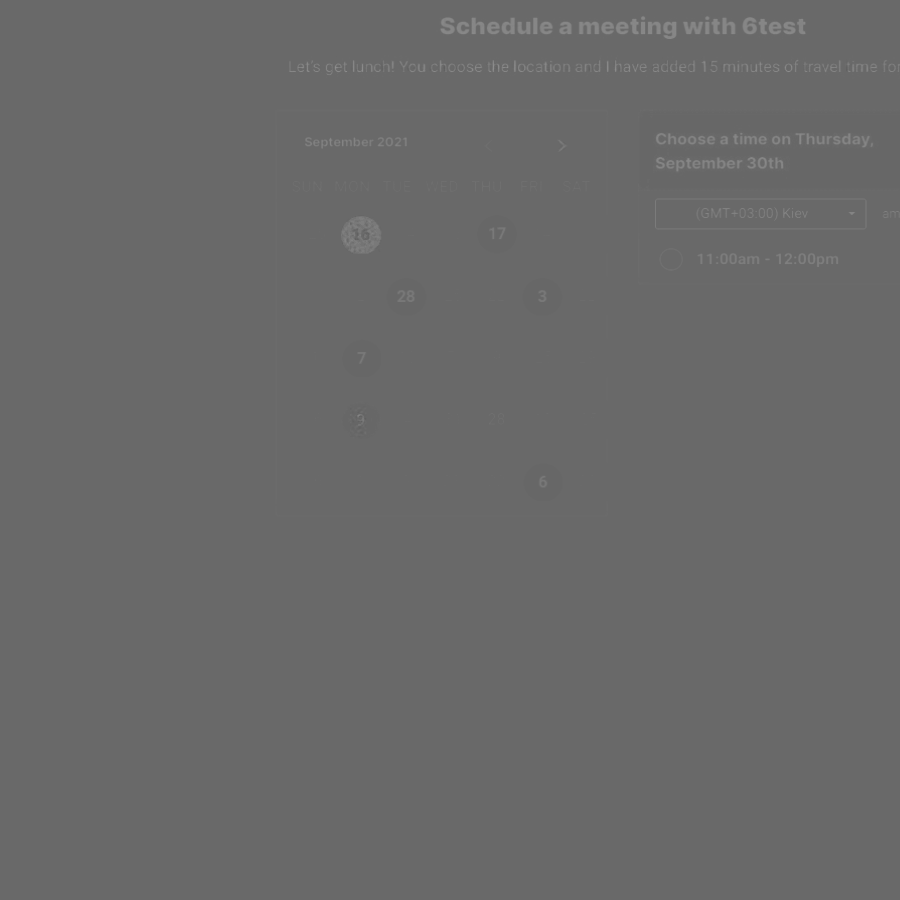 Schedule a meeting with 6test
Let's get lunch! You choose the location and I have added 15 minutes of travel time for
September 2021
SUN MON TUE WED THU FRI SAT
16 17
28 3
7
9
6
Choose a time on Thursday,
September 30th
(GMT+03:00) Kiev am
11:00am - 12:00pm